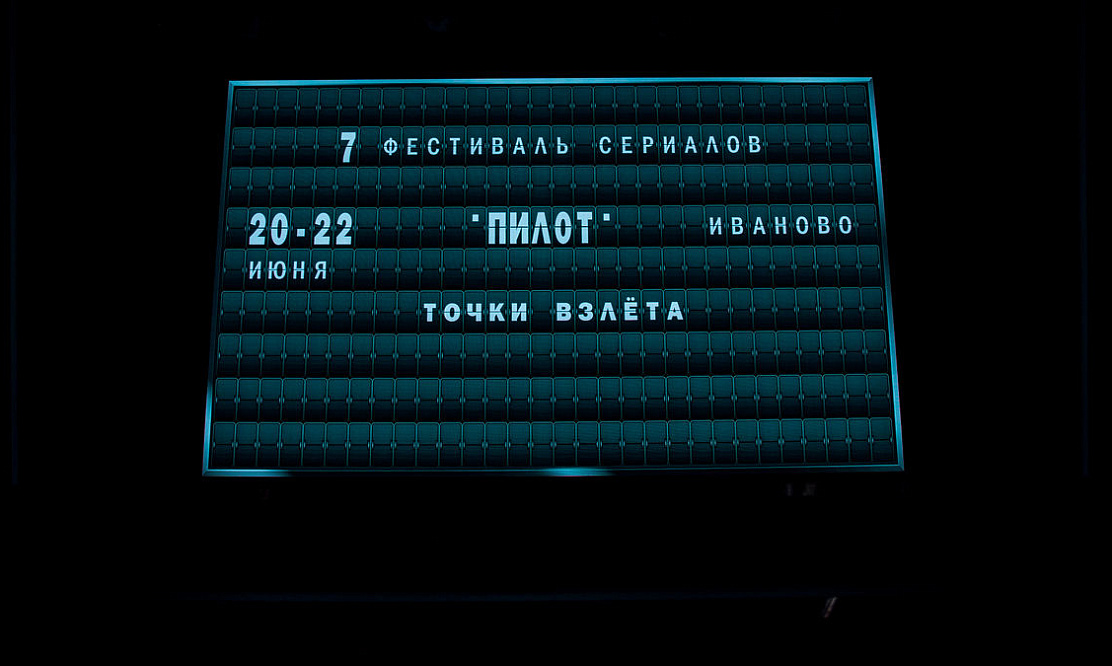 7 ФЕСТИВАЛЬ СЕРИАЛОВ
20-22 "ПИЛОТ" ИВАНОВО
ИЮНЯ
ТОЧКИ ВЗЛЁТА